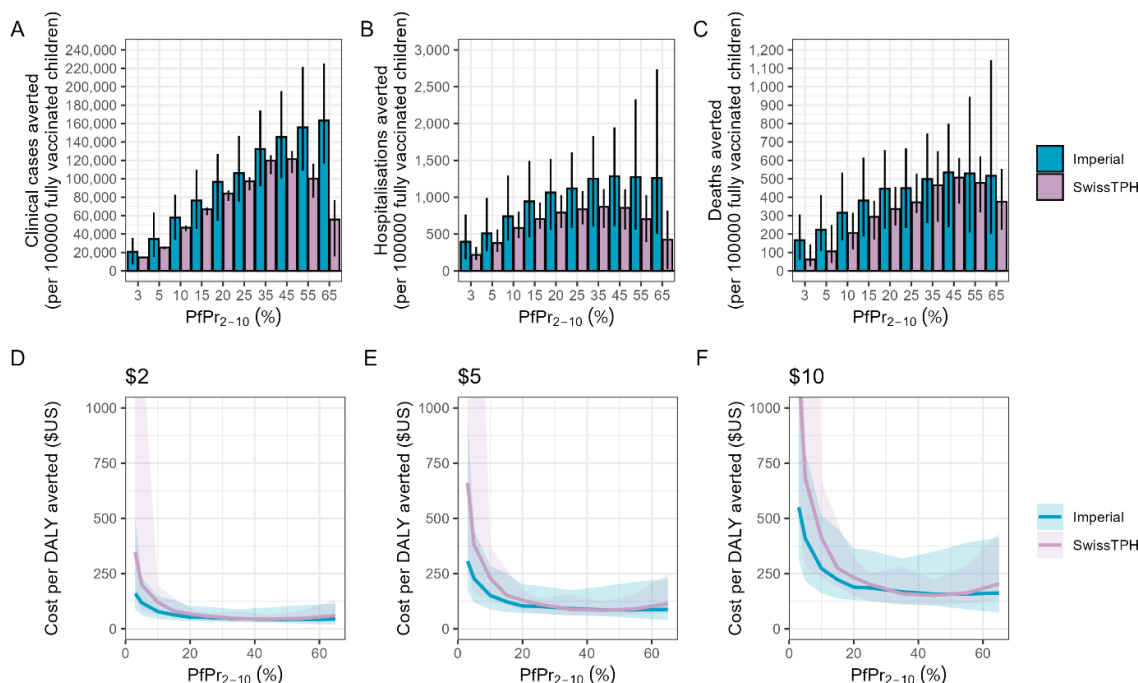 A
Clinical cases averted
(per 100000 fully vaccinated children)
240,000
220,000
200,000
180,000
160,000
140,000
120,000
100,000
80,000
60,000
40,000
20,000
0
3 5 10 15 20 25 35 45 55 65
PfPr2−10 (%)
B
Hospitalisations averted
(per 100000 fully vaccinated children)
3,000
2,500
2,000
1,500
1,000
500
0
3 5 10 15 20 25 35 45 55 65
PfPr2−10 (%)
C
Deaths averted
(per 100000 fully vaccinated children)
1,200
1,100
1,000
900
800
700
600
500
400
300
200
100
0
3 5 10 15 20 25 35 45 55 65
PfPr2−10 (%)
Imperial
SwissTPH
D
$2
Cost per DALY averted ($US)
1000
750
500
250
0
0 20 40 60
PfPr2−10 (%)
E
$5
Cost per DALY averted ($US)
1000
750
500
250
0
0 20 40 60
PfPr2−10 (%)
F
$10
Cost per DALY averted ($US)
1000
750
500
250
0
0 20 40 60
PfPr2−10 (%)
Imperial
SwissTPH